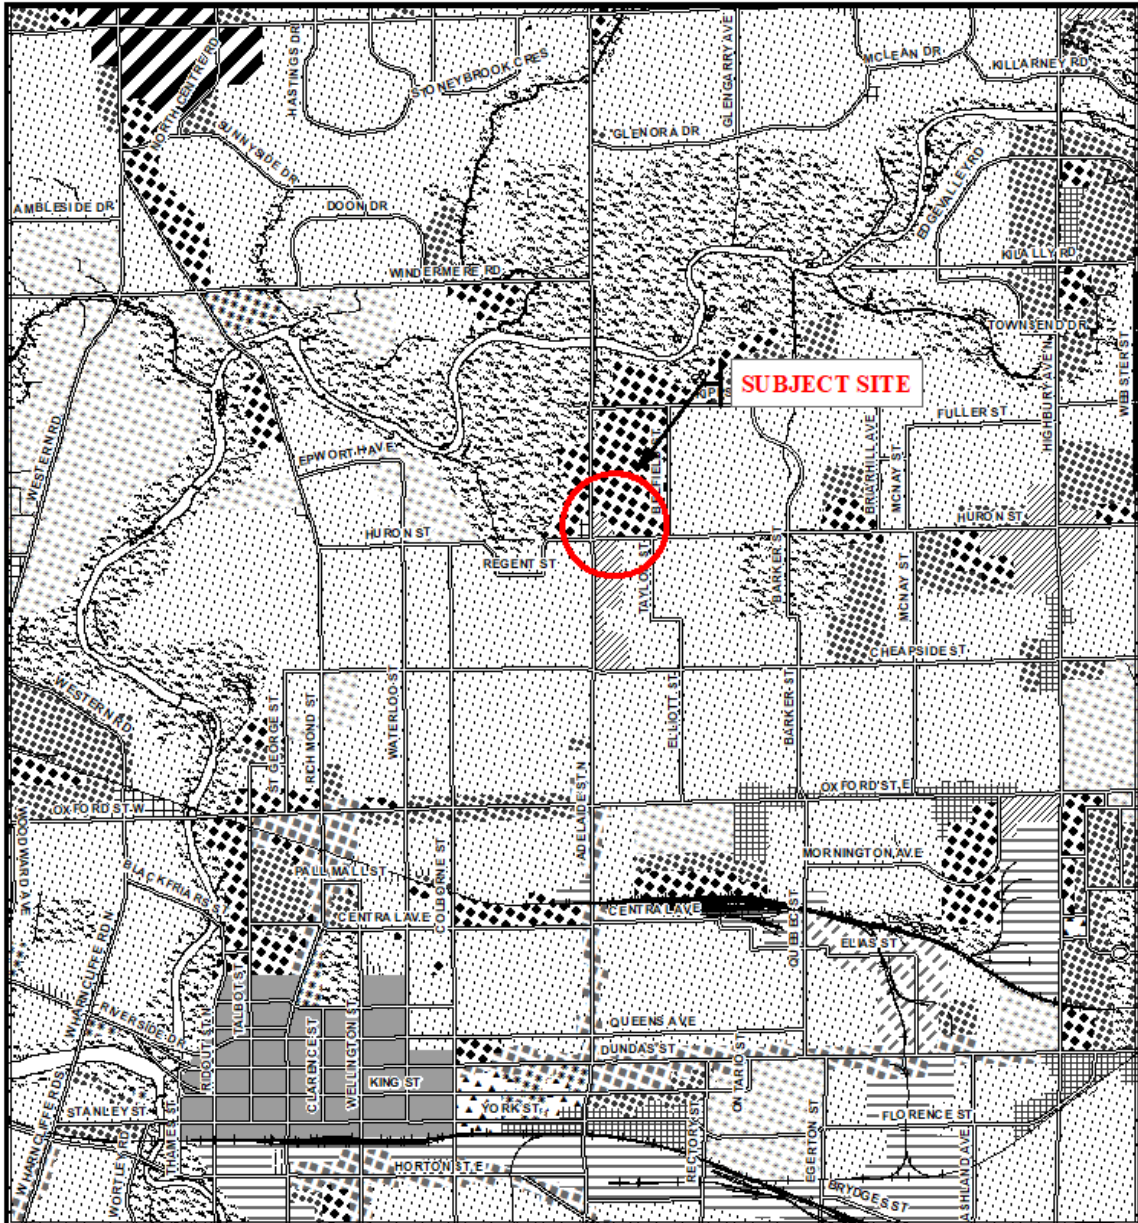 HASTINGS DR
NORTH CENTRE RD
STONEYBROOK CRES
GLENGARRY AVE
MCLEAN DR
KILLARNEY RD
SUNNYSIDE DR
GLENORA DR
EDGEVALLEY RD
AMBLESIDE DR
DOON DR
WINDERMERE RD
KILALLY RD
TOWNSEND DR
HIGHBURY AVE N
WEBSTER ST
SUBJECT SITE
FULLER ST
WESTERN RD
EPWORTH AVE
BRIARHILL AVE
MCNAY ST
HURON ST
HURON ST
REGENT ST
TAYLOR ST
BARKER ST
MCNAY ST
CHEAPSIDE ST
WESTERN RD
ST GEORGE ST
RICHMOND ST
WATERLOO ST
ELLIOTT ST
BARKER ST
ADELAIDE ST N
OXFORD ST W
OXFORD ST E
WOODWARD AVE
COLBORNE ST
MORNINGTON AVE
PALL MALL ST
BLACKFRIARS ST
CENTRAL AVE
CENTRAL AVE
QUEBEC ST
ELIAS ST
WHARNCLIFFE RD N
TALBOT ST
RIVERSIDE DR
RIDOUT ST N
CLARENCE ST
WELLINGTON ST
QUEENS AVE
DUNDAS ST
ONTARIO ST
KING ST
YORK ST
STANLEY ST
THAMES ST
WHARNCLIFFE RD S
WORTLEY RD
HORTON ST E
RECTORY ST
EGERTON ST
FLORENCE ST
ASHLAND AVE
BRYDGES ST